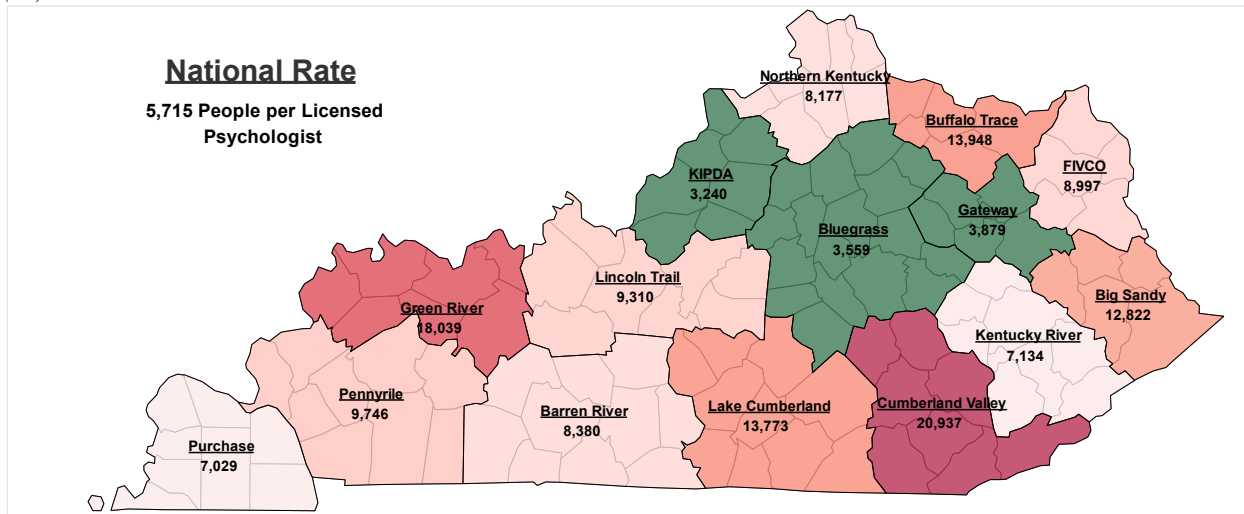 National Rate
5,715 People per Licensed
Psychologist
Northern Kentucky
8,177
Buffalo Trace
13,948
FIVCO
8,997
KIPDA
3,240
Gateway
3,879
Bluegrass
3,559
Lincoln Trail
9,310
Big Sandy
12,822
Green River
18,039
Kentucky River
7,134
Pennyrile
9,746
Barren River
8,380
Lake Cumberland
13,773
Cumberland Valley
20,937
Purchase
7,029